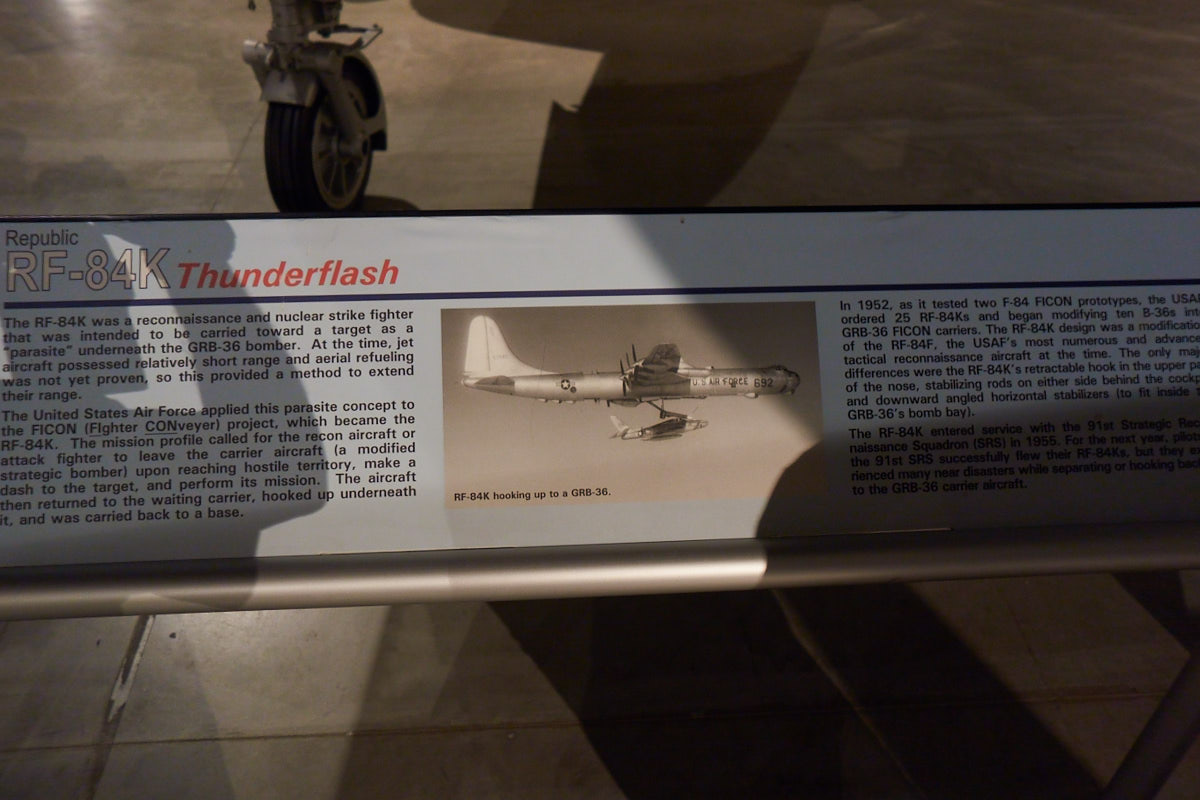 Republic
RF-84K Thunderflash
The RF-84K was a reconnaissance and nuclear strike fighter
that was intended to be carried toward a target as a
"parasite" underneath the GRB-36 bomber. At the time, jet
aircraft possessed relatively short range and aerial refueling
was not yet proven, so this provided a method to extend
their range.
The United States Air Force applied this parasite concept to
the FICON (FIghter CONveyer) project, which became the
RF-84K. The mission profile called for the recon aircraft or
attack fighter to leave the carrier aircraft (a modified
strategic bomber) upon reaching hostile territory, make a
dash to the target, and perform its mission. The aircraft
then returned to the waiting carrier, hooked up underneath
it, and was carried back to a base.
U.S. AIR FORCE 692
RF-84K hooking up to a GRB-36.
In 1952, as it tested two F-84 FICON prototypes, the USAF
ordered 25 RF-84Ks and began modifying ten B-36s int
GRB-36 FICON carriers. The RF-84K design was a modificatio
of the RF-84F, the USAF's most numerous and advance
tactical reconnaissance aircraft at the time. The only maj
differences were the RF-84K's retractable hook in the upper pa
of the nose, stabilizing rods on either side behind the cockp
and downward angled horizontal stabilizers (to fit inside
GRB-36's bomb bay).
The RF-84K entered service with the 91st Strategic Rec
naissance Squadron (SRS) in 1955. For the next year, pilot
the 91st SRS successfully flew their RF-84Ks, but they ex
rienced many near disasters while separating or hooking bac
to the GRB-36 carrier aircraft.